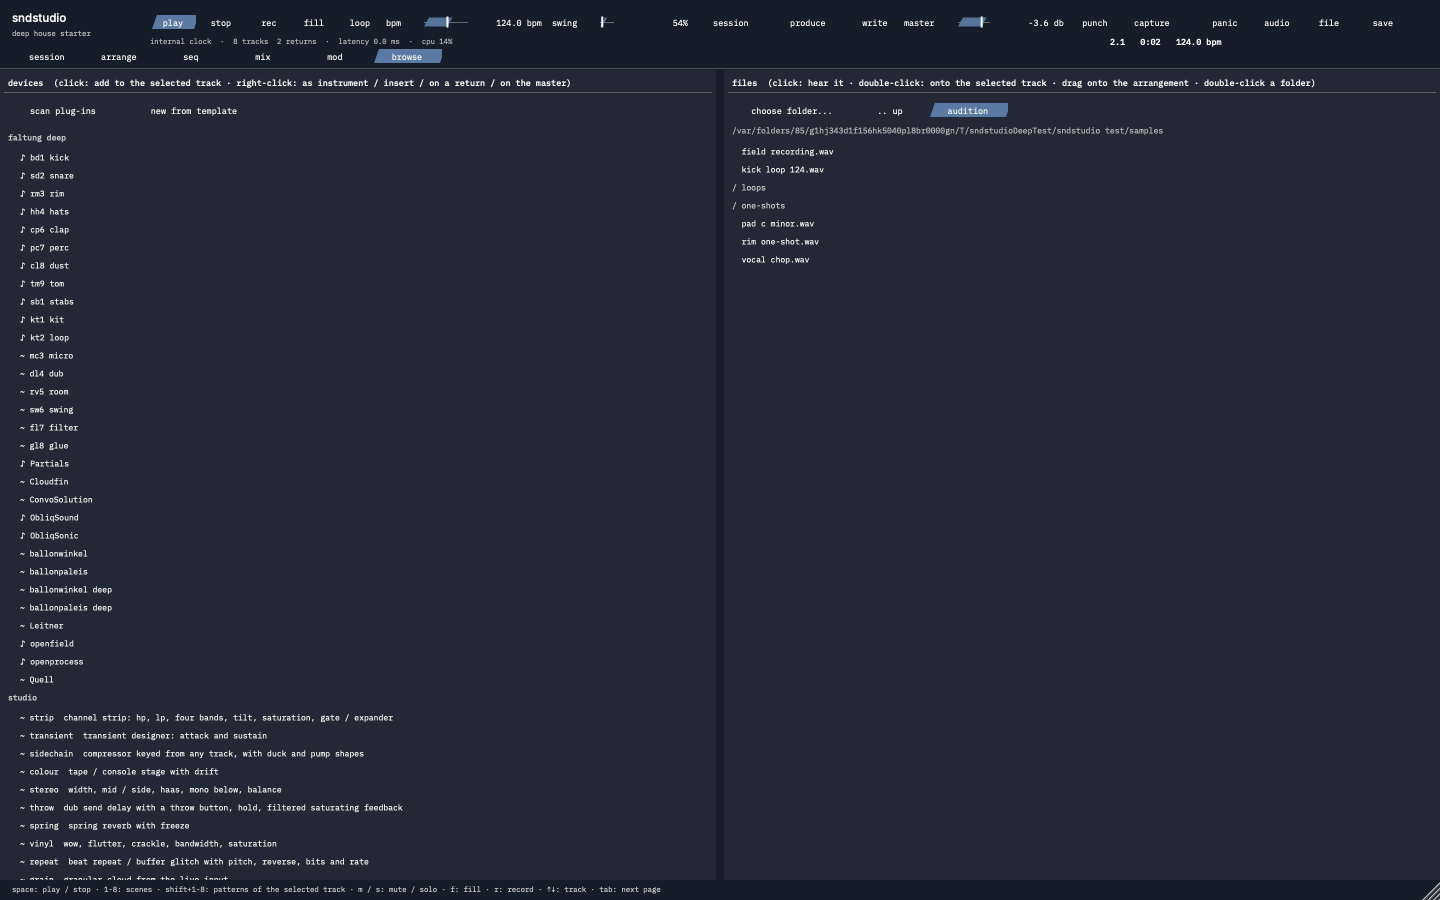 sndstudio
deep house starter
play stop rec fill loop bpm 124.0 bpm swing 54% session produce write master -3.6 db punch capture panic audio file save
internal clock · 8 tracks 2 returns · latency 0.0 ms · cpu 14%
2.1 0:02 124.0 bpm
session arrange seq mix mod browse
devices (click: add to the selected track · right-click: as instrument / insert / on a return / on the master)
scan plug-ins new from template
faltung deep
♪ bd1 kick
♪ sd2 snare
♪ rm3 rim
♪ hh4 hats
♪ cp6 clap
♪ pc7 perc
♪ cl8 dust
♪ tm9 tom
♪ sb1 stabs
♪ kt1 kit
♪ kt2 loop
~ mc3 micro
~ dl4 dub
~ rv5 room
~ sw6 swing
~ fl7 filter
~ gl8 glue
♪ Partials
~ Cloudfin
~ ConvoSolution
♪ ObliqSound
♪ ObliqSonic
~ ballonwinkel
~ ballonpaleis
~ ballonwinkel deep
~ ballonpaleis deep
~ Leitner
♪ openfield
♪ openprocess
~ Quell
studio
~ strip channel strip: hp, lp, four bands, tilt, saturation, gate / expander
~ transient transient designer: attack and sustain
~ sidechain compressor keyed from any track, with duck and pump shapes
~ colour tape / console stage with drift
~ stereo width, mid / side, haas, mono below, balance
~ throw dub send delay with a throw button, hold, filtered saturating feedback
~ spring spring reverb with freeze
~ vinyl wow, flutter, crackle, bandwidth, saturation
~ repeat beat repeat / buffer glitch with pitch, reverse, bits and rate
~ grain granular cloud from the live input
files (click: hear it · double-click: onto the selected track · drag onto the arrangement · double-click a folder)
choose folder... .. up audition
/var/folders/85/g1hj343d1f156hk5040pl8br0000gn/T/sndstudioDeepTest/sndstudio test/samples
field recording.wav
kick loop 124.wav
/ loops
/ one-shots
pad c minor.wav
rim one-shot.wav
vocal chop.wav
space: play / stop · 1-8: scenes · shift+1-8: patterns of the selected track · m / s: mute / solo · f: fill · r: record · ↑↓: track · tab: next page